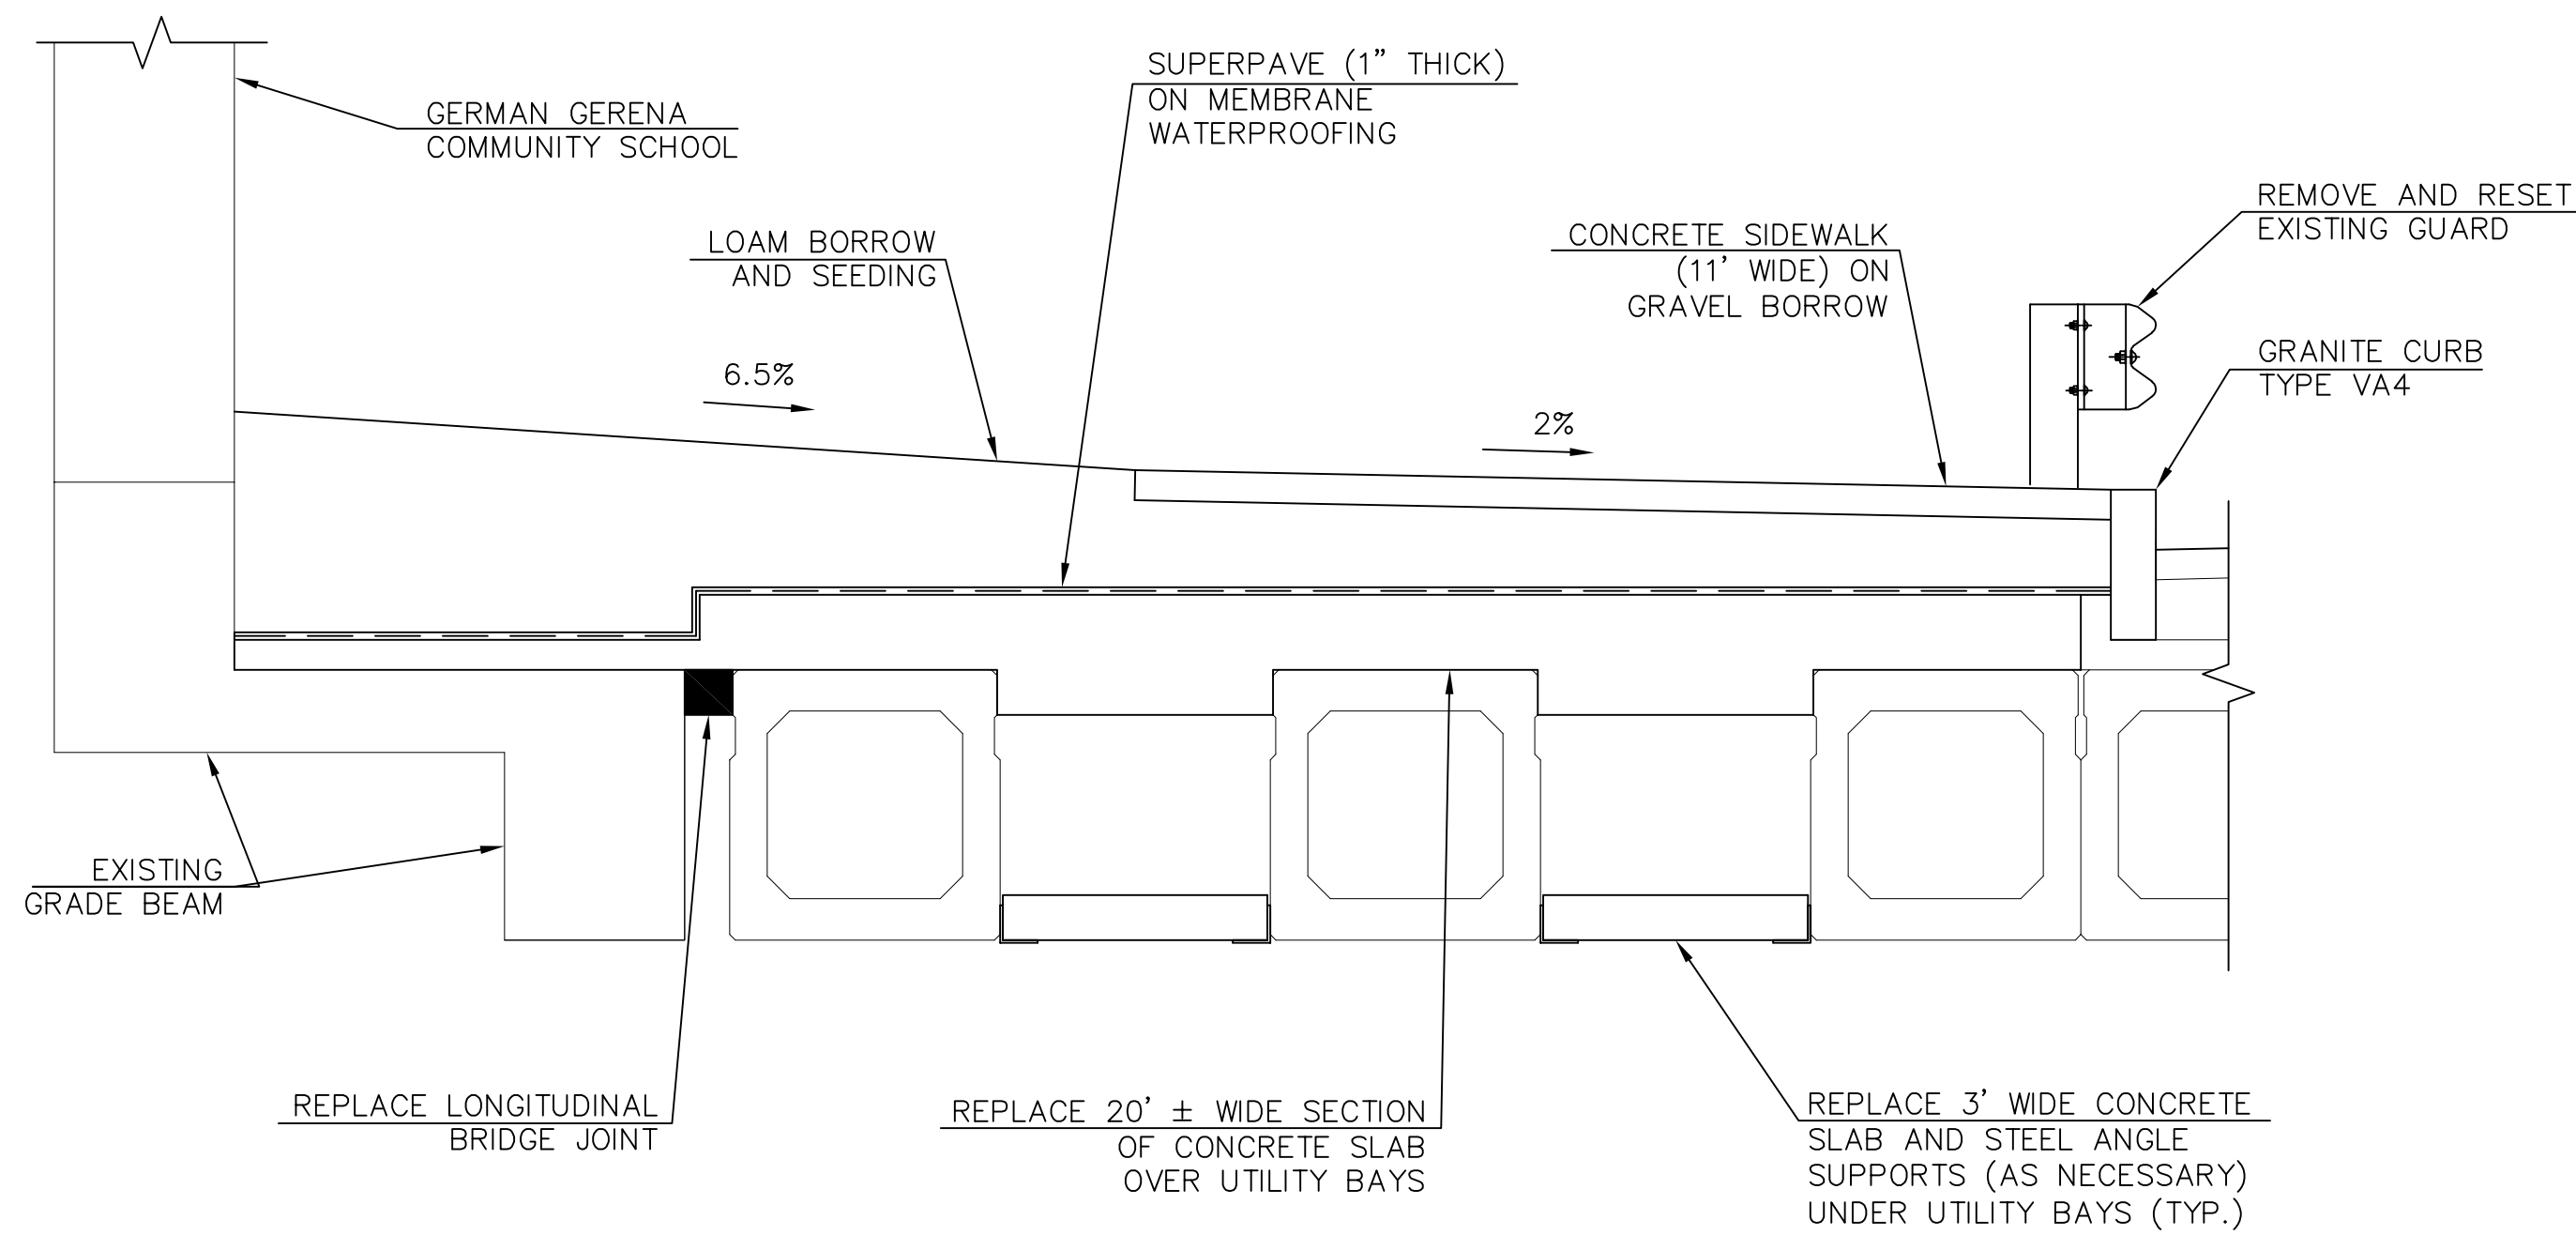 SUPERPAVE (1" THICK)
ON MEMBRANE
WATERPROOFING
GERMAN GERENA
COMMUNITY SCHOOL
REMOVE AND RESET
EXISTING GUARD
LOAM BORROW
AND SEEDING
CONCRETE SIDEWALK
(11' WIDE) ON
GRAVEL BORROW
GRANITE CURB
TYPE VA4
6.5%
2%
EXISTING
GRADE BEAM
REPLACE LONGITUDINAL
BRIDGE JOINT
REPLACE 20' ± WIDE SECTION
OF CONCRETE SLAB
OVER UTILITY BAYS
REPLACE 3' WIDE CONCRETE
SLAB AND STEEL ANGLE
SUPPORTS (AS NECESSARY)
UNDER UTILITY BAYS (TYP.)